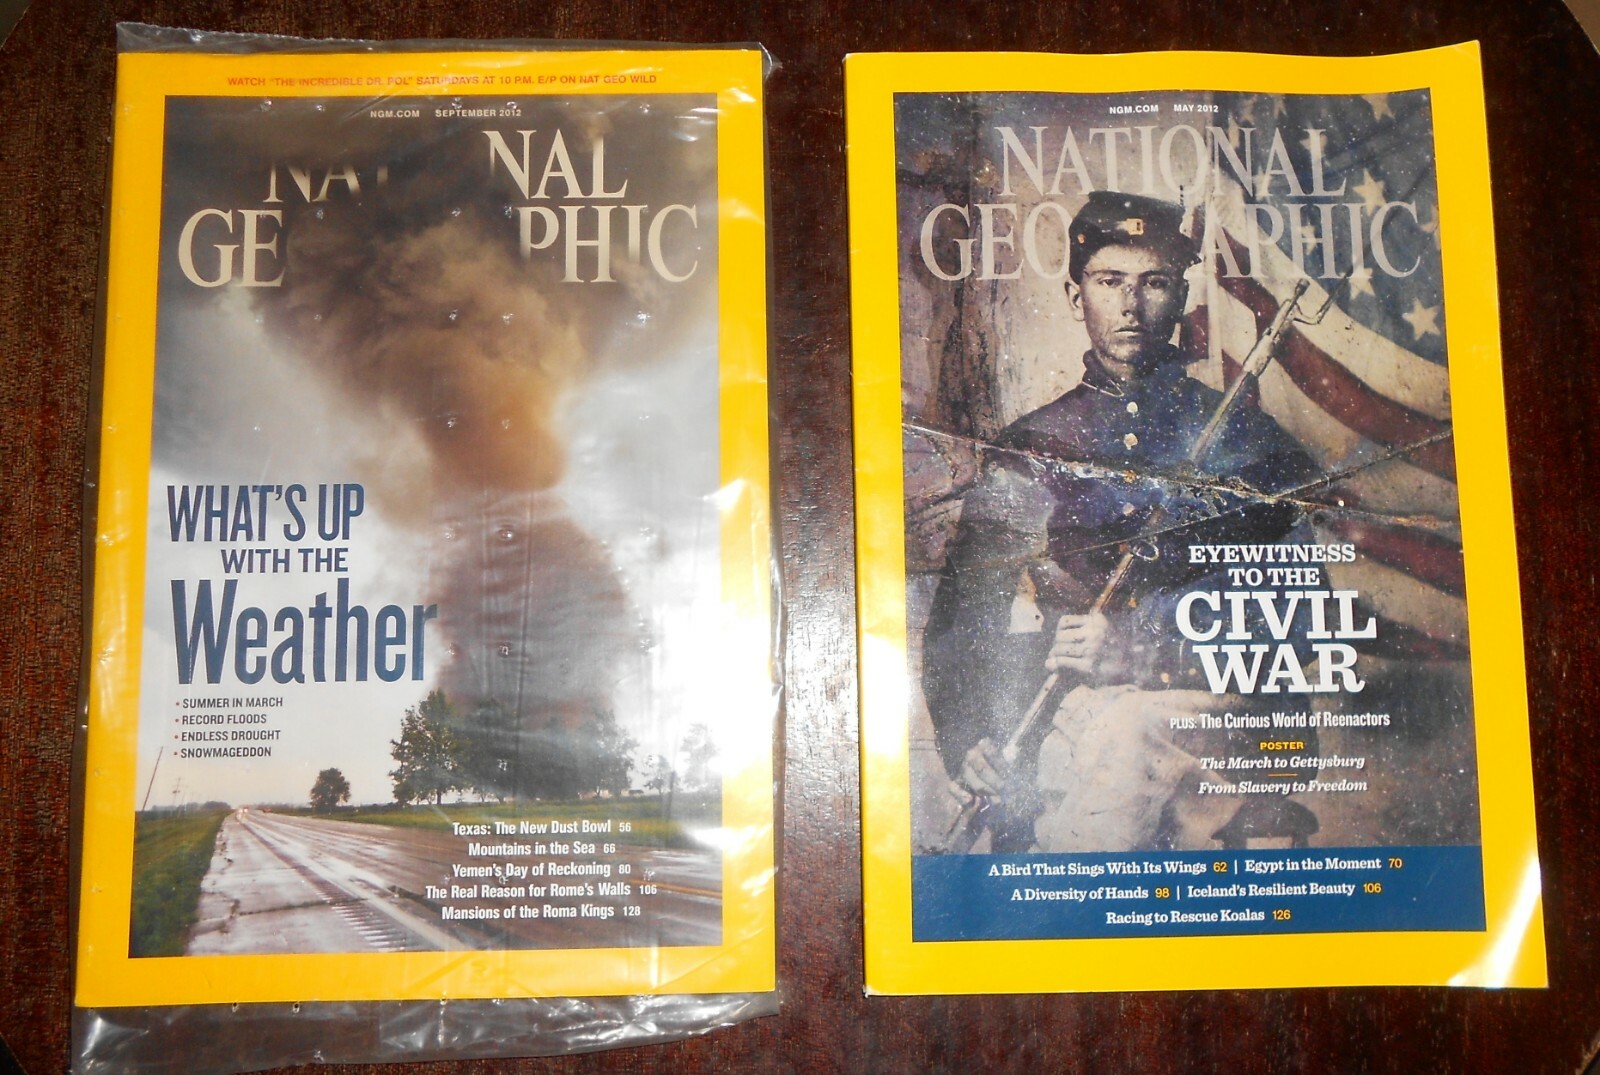 WATCH "THE INCREDIBLE DR. POL" SATURDAYS AT 10 P.M. E/P ON NAT GEO WILD
NGM.COM SEPTEMBER 2012
NA NAL
GE PHIC
WHAT'S UP
WITH THE
Weather
• SUMMER IN MARCH
• RECORD FLOODS
• ENDLESS DROUGHT
• SNOWMAGEDDON
Texas: The New Dust Bowl 56
Mountains in the Sea 66
Yemen's Day of Reckoning 80
The Real Reason for Rome's Walls 106
Mansions of the Roma Kings 128
NGM.COM MAY 2012
NATIONAL
GEOGRAPHIC
EYEWITNESS
TO THE
CIVIL
WAR
PLUS: The Curious World of Reenactors
POSTER
The March to Gettysburg
From Slavery to Freedom
A Bird That Sings With Its Wings 62 | Egypt in the Moment 70
A Diversity of Hands 98 | Iceland's Resilient Beauty 106
Racing to Rescue Koalas 126